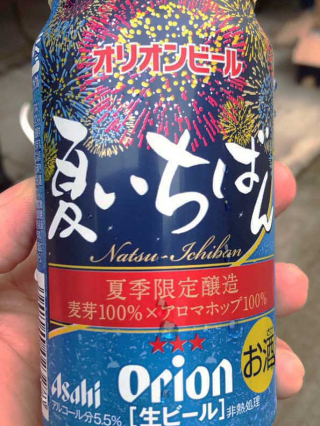 オリオンビール
夏いちばん
Natsu-Ichiban
夏季限定醸造
麦芽100%×アロマホップ100%
お酒
Asahi
Orion
アルコール分5.5%
[生ビール]
非熱処理